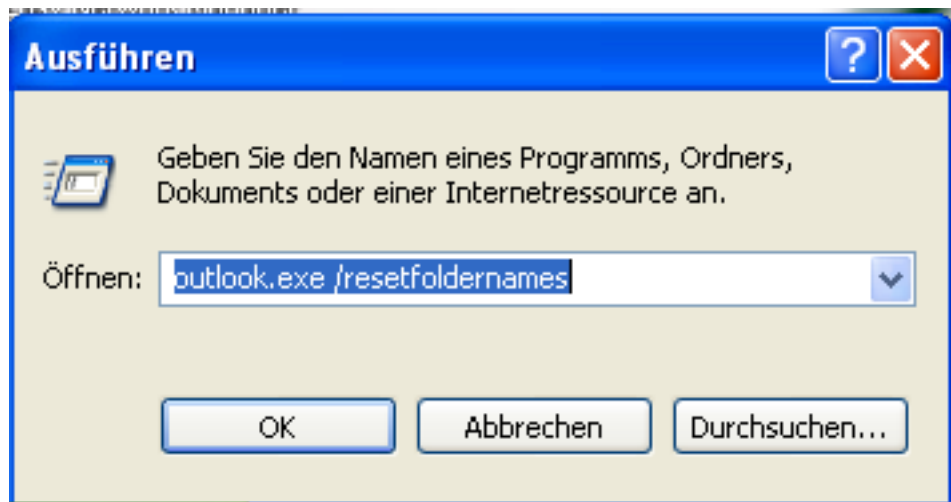 Ausführen
Geben Sie den Namen eines Programms, Ordners,
Dokuments oder einer Internetressource an.
Öffnen: outlook.exe /resetfoldernames
OK Abbrechen Durchsuchen...